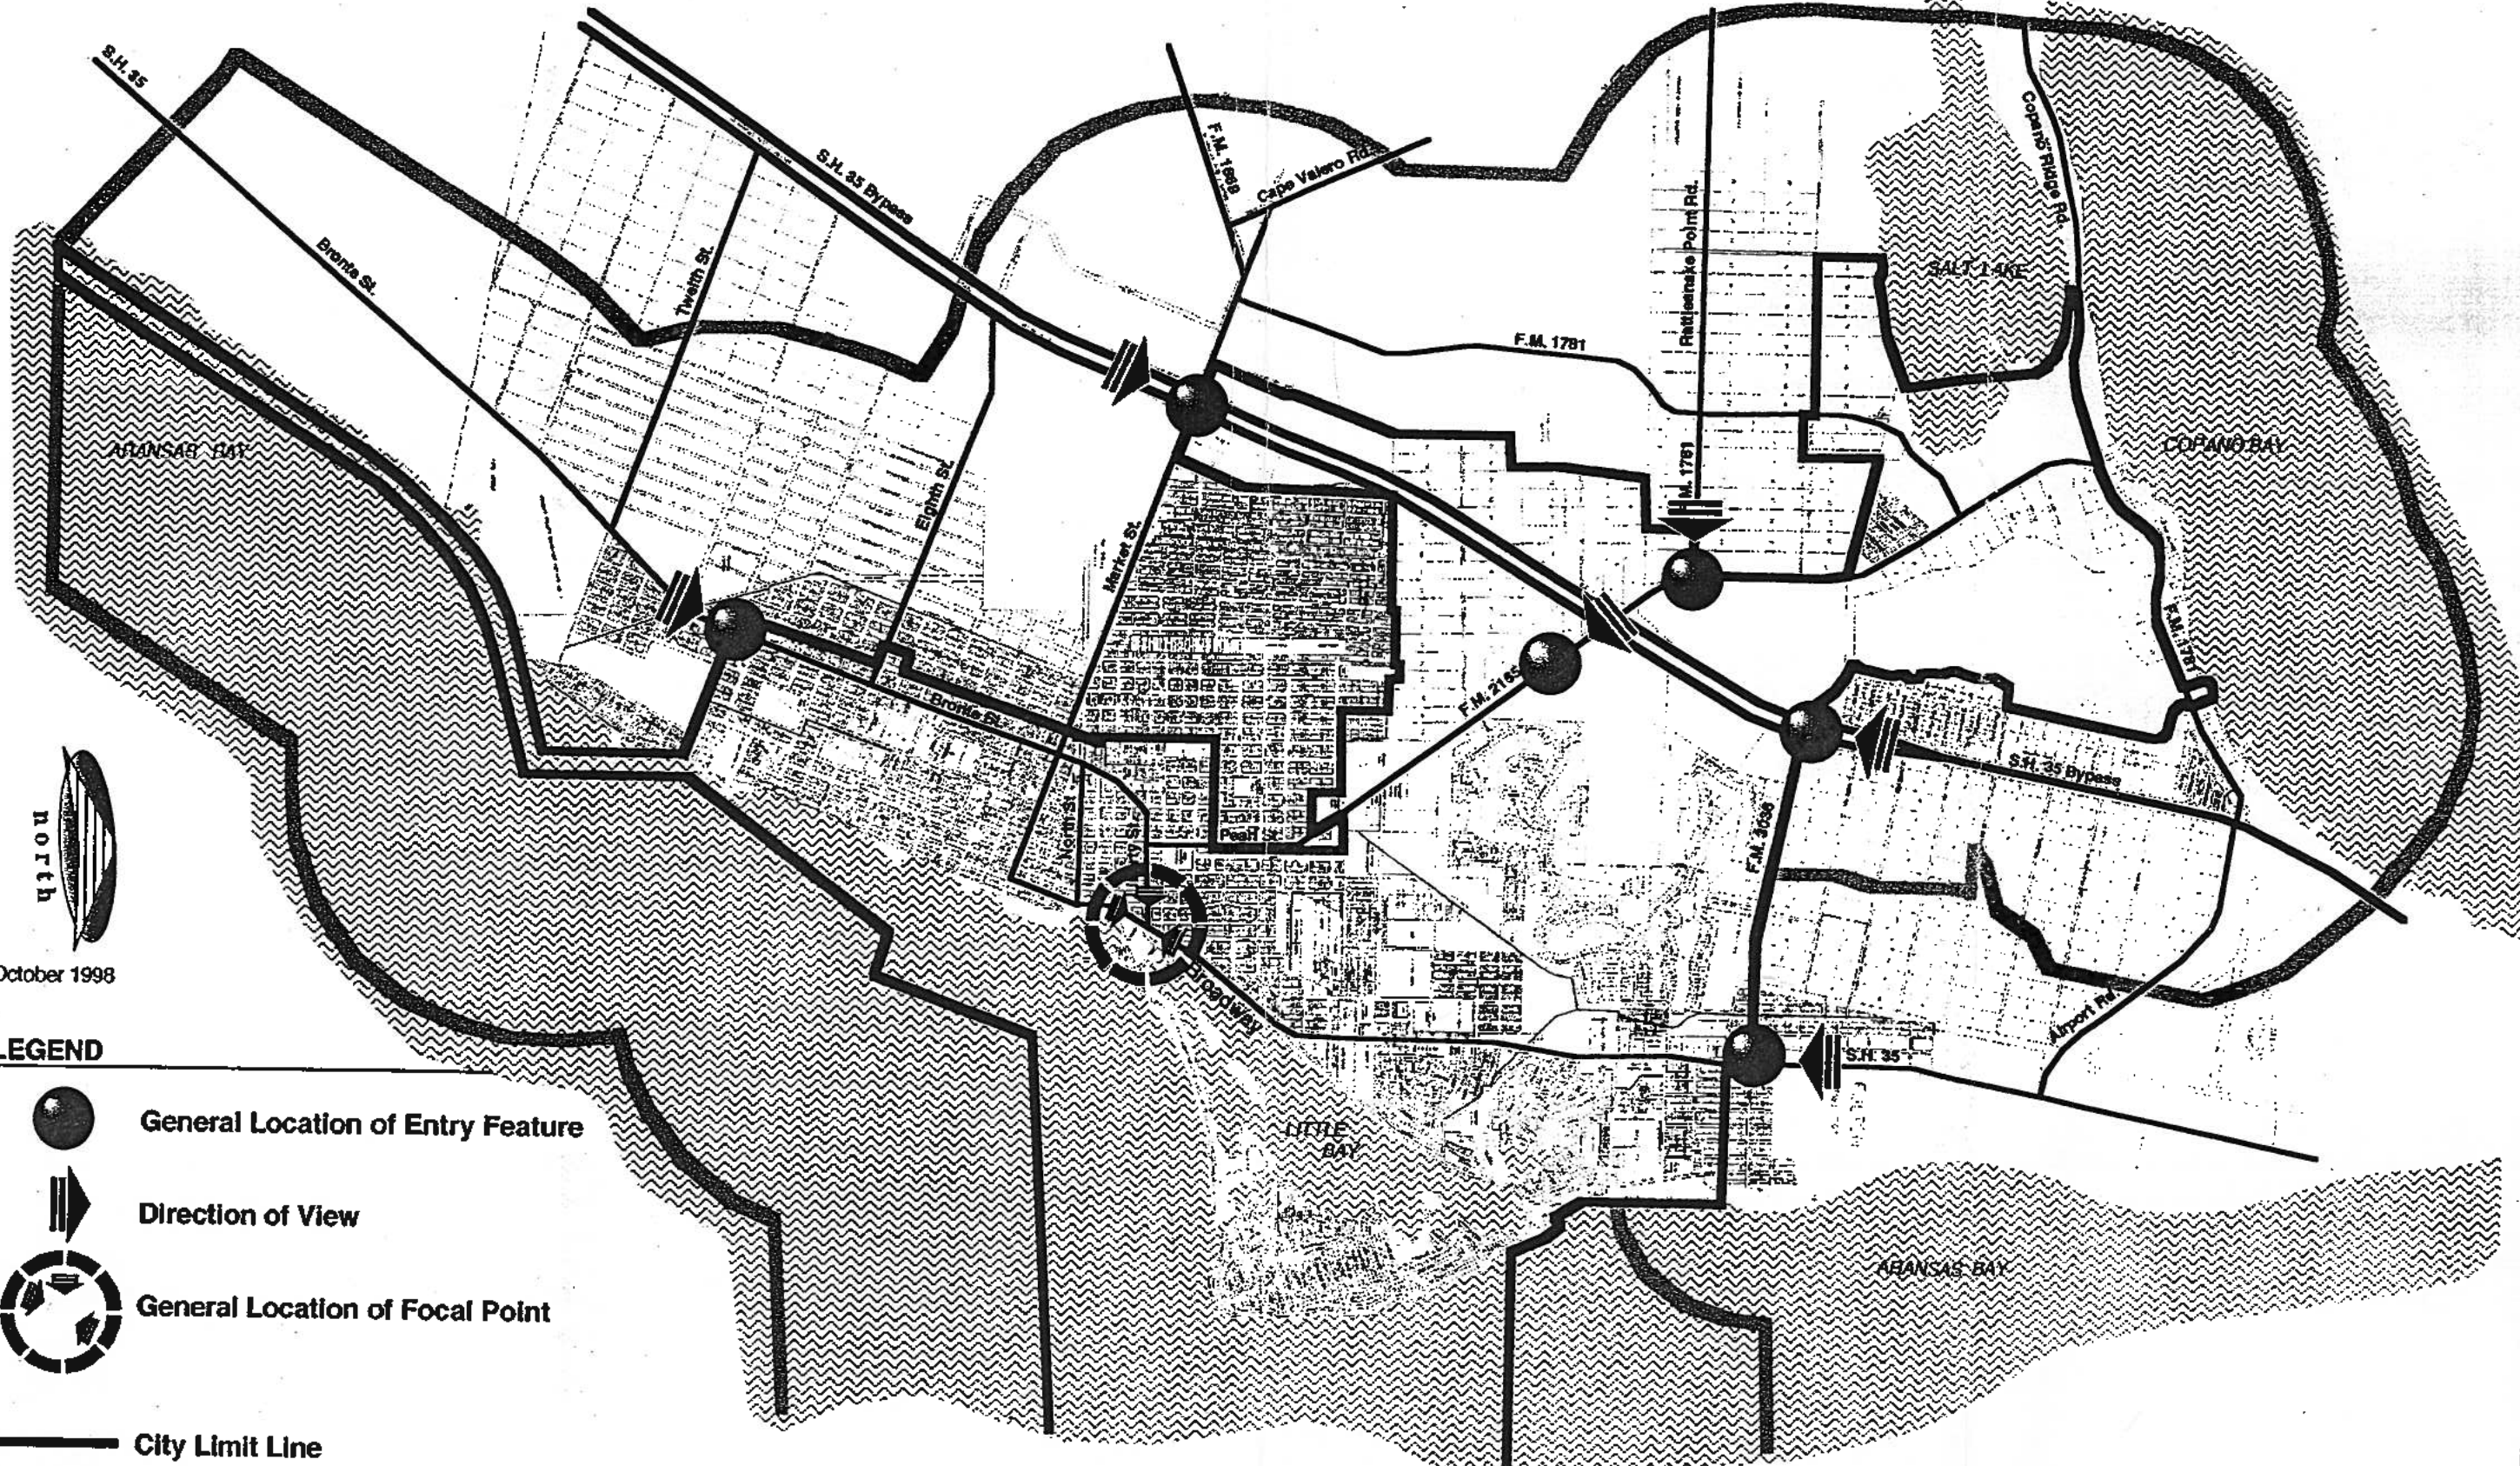 S.H. 35
Bronte St.
Twelth St.
S.H. 35 Bypass
F.M. 1069
Cape Valero Rd.
Rattlesnake Point Rd.
Copano Ridge Rd.
SALT LAKE
F.M. 1781
COPANO BAY
ARANSAS BAY
Eighth St.
Market St.
M. 1781
F.M. 1781
F.M. 2165
Bronte St.
S.H. 35 Bypass
North St.
Pearl St.
F.M. 3036
Broadway
Airport Rd.
S.H. 35
LITTLE
BAY
ARANSAS BAY
north
October 1998
LEGEND
General Location of Entry Feature
Direction of View
General Location of Focal Point
City Limit Line